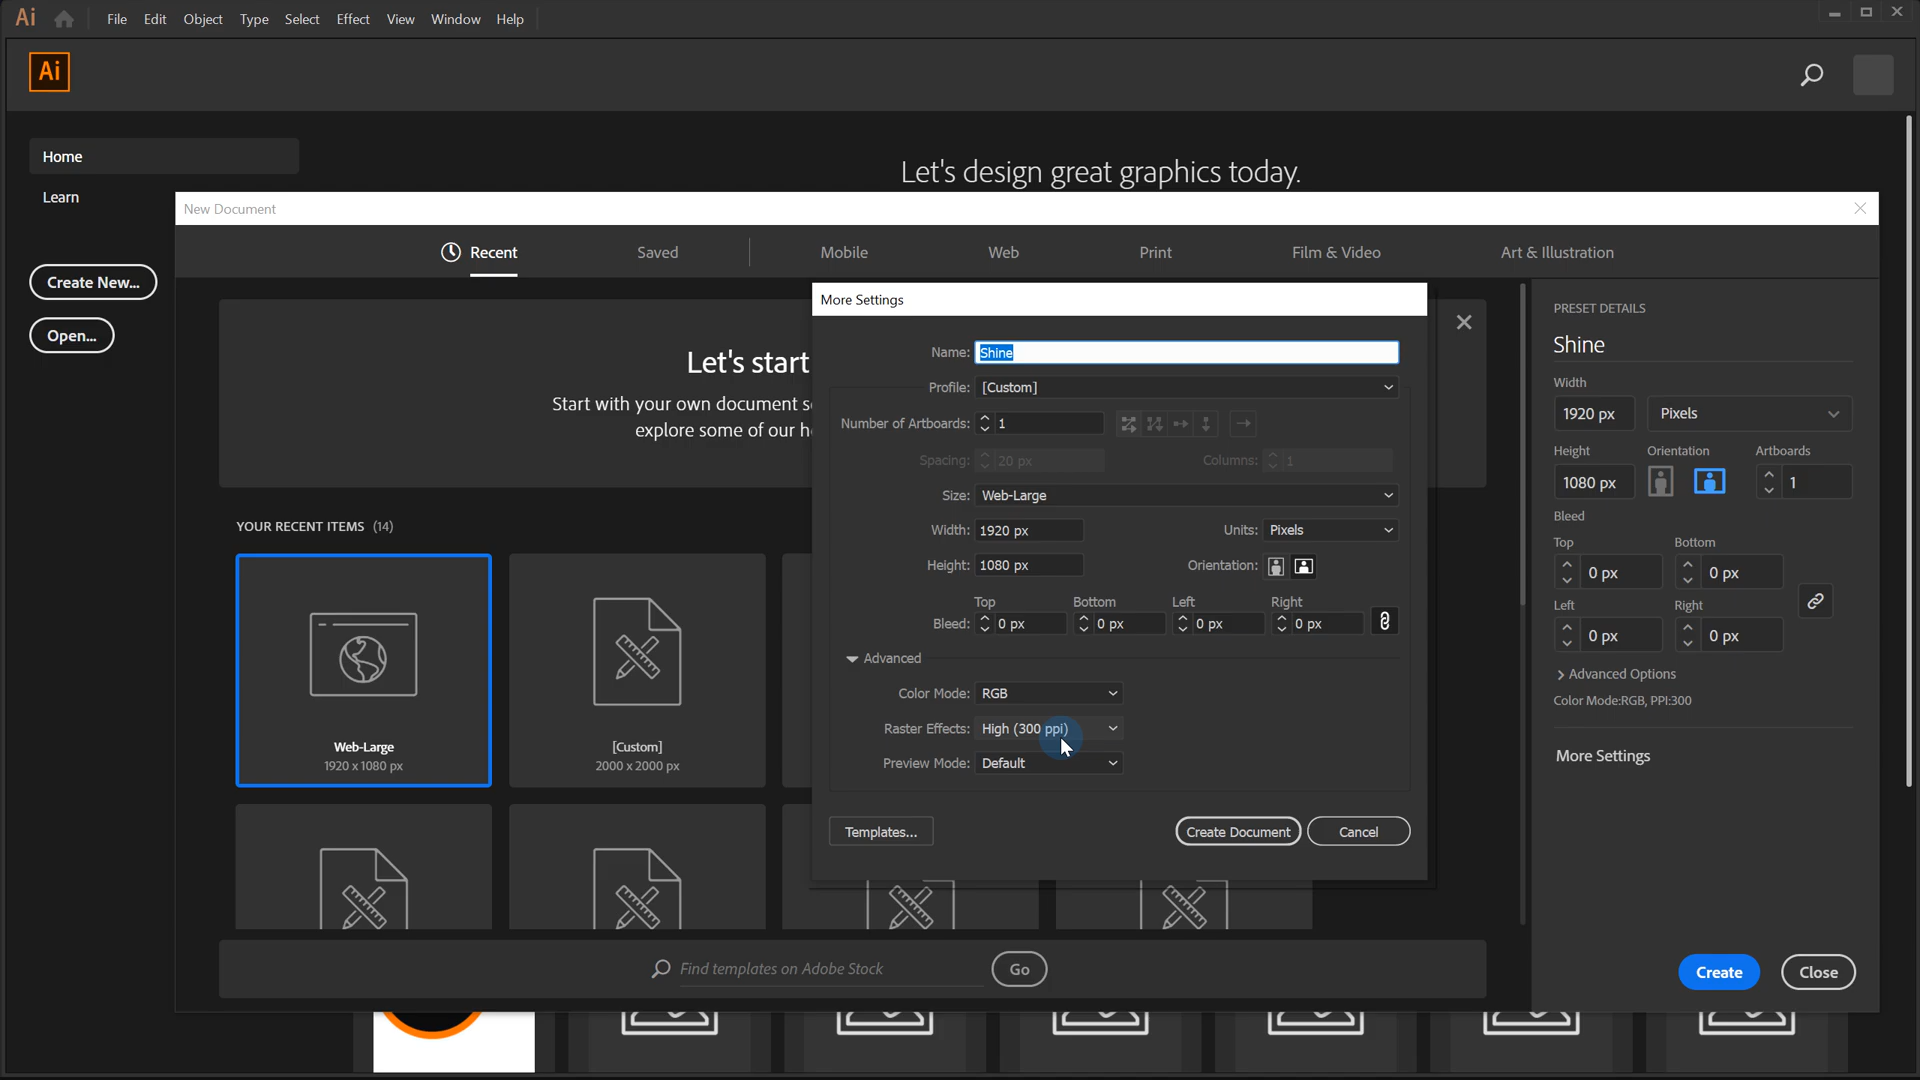 Ai File Edit Object Type Select Effect View Window Help
Ai
Home
Let's design great graphics today.
Learn
New Document
Create New...
Open...
Recent Saved Mobile Web Print Film & Video Art & Illustration
Let's start
Start with your own document s
explore some of our h
YOUR RECENT ITEMS (14)
Web-Large
1920 x 1080 px
[Custom]
2000 x 2000 px
Find templates on Adobe Stock Go
More Settings
Name: Shine
Profile: [Custom]
Number of Artboards: 1
Spacing: 20 px Columns: 1
Size: Web-Large
Width: 1920 px Units: Pixels
Height: 1080 px Orientation:
Top Bottom Left Right
Bleed: 0 px 0 px 0 px 0 px
Advanced
Color Mode: RGB
Raster Effects: High (300 ppi)
Preview Mode: Default
Templates... Create Document Cancel
PRESET DETAILS
Shine
Width
1920 px Pixels
Height Orientation Artboards
1080 px 1
Bleed
Top Bottom
0 px 0 px
Left Right
0 px 0 px
Advanced Options
Color Mode:RGB, PPI:300
More Settings
Create Close